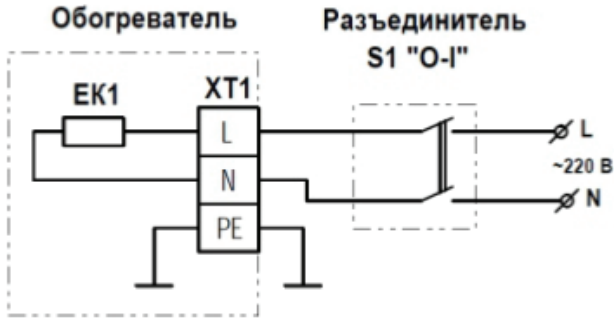 Обогреватель
Разъединитель
S1 "O-I"
EK1
XT1
L
L
~220 В
N
N
PE